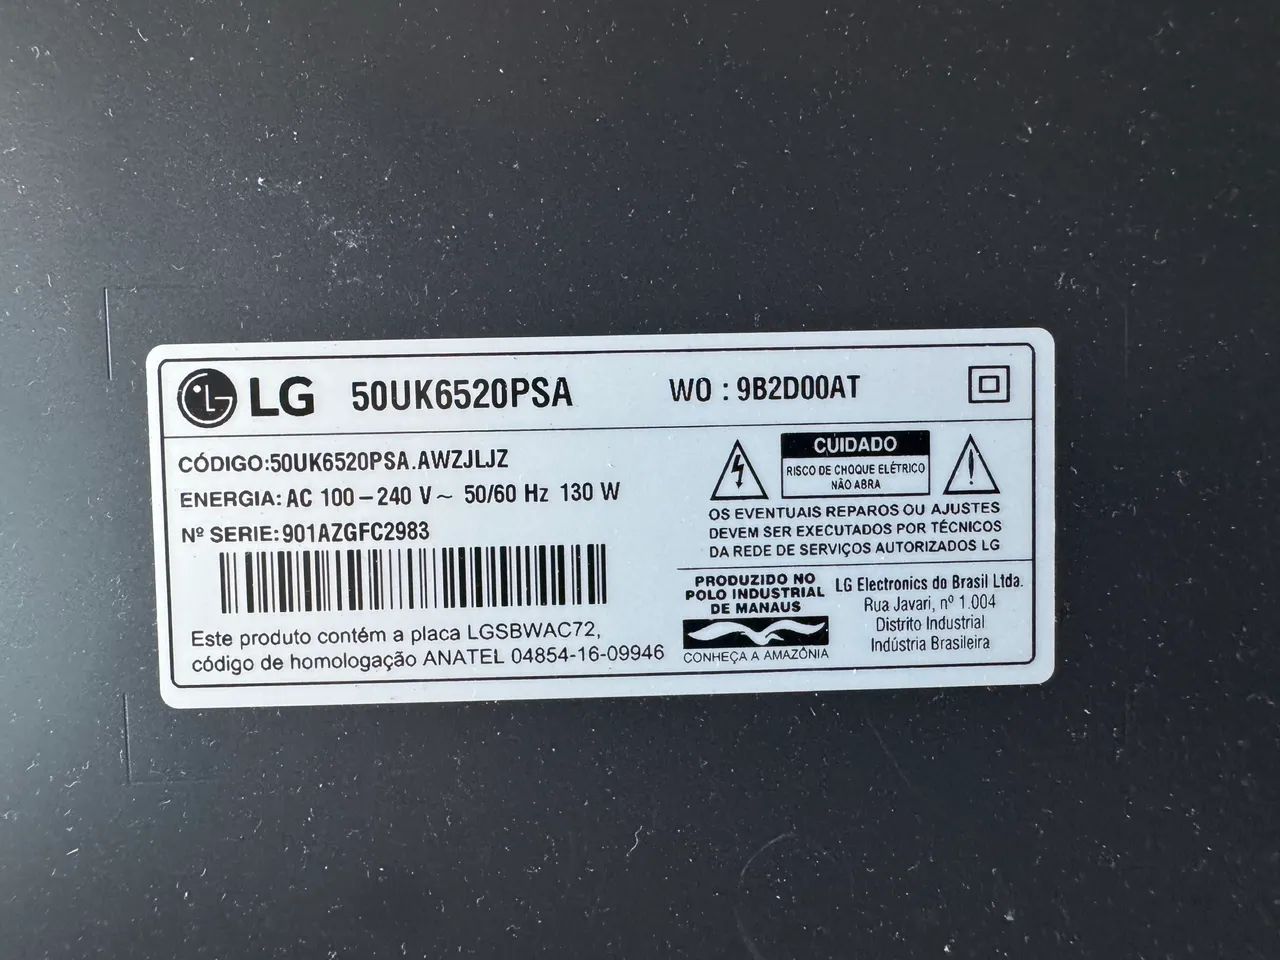 LG 50UK6520PSA WO : 9B2D00AT
CÓDIGO:50UK6520PSA.AWZJLJZ
ENERGIA: AC 100 – 240 V ~ 50/60 Hz 130 W
Nº SERIE: 901AZGFC2983
Este produto contém a placa LGSBWAC72,
código de homologação ANATEL 04854-16-09946
CUIDADO
RISCO DE CHOQUE ELÉTRICO
NÃO ABRA
OS EVENTUAIS REPAROS OU AJUSTES
DEVEM SER EXECUTADOS POR TÉCNICOS
DA REDE DE SERVIÇOS AUTORIZADOS LG
PRODUZIDO NO
POLO INDUSTRIAL
DE MANAUS
CONHEÇA A AMAZÔNIA
LG Electronics do Brasil Ltda.
Rua Javari, nº 1.004
Distrito Industrial
Indústria Brasileira